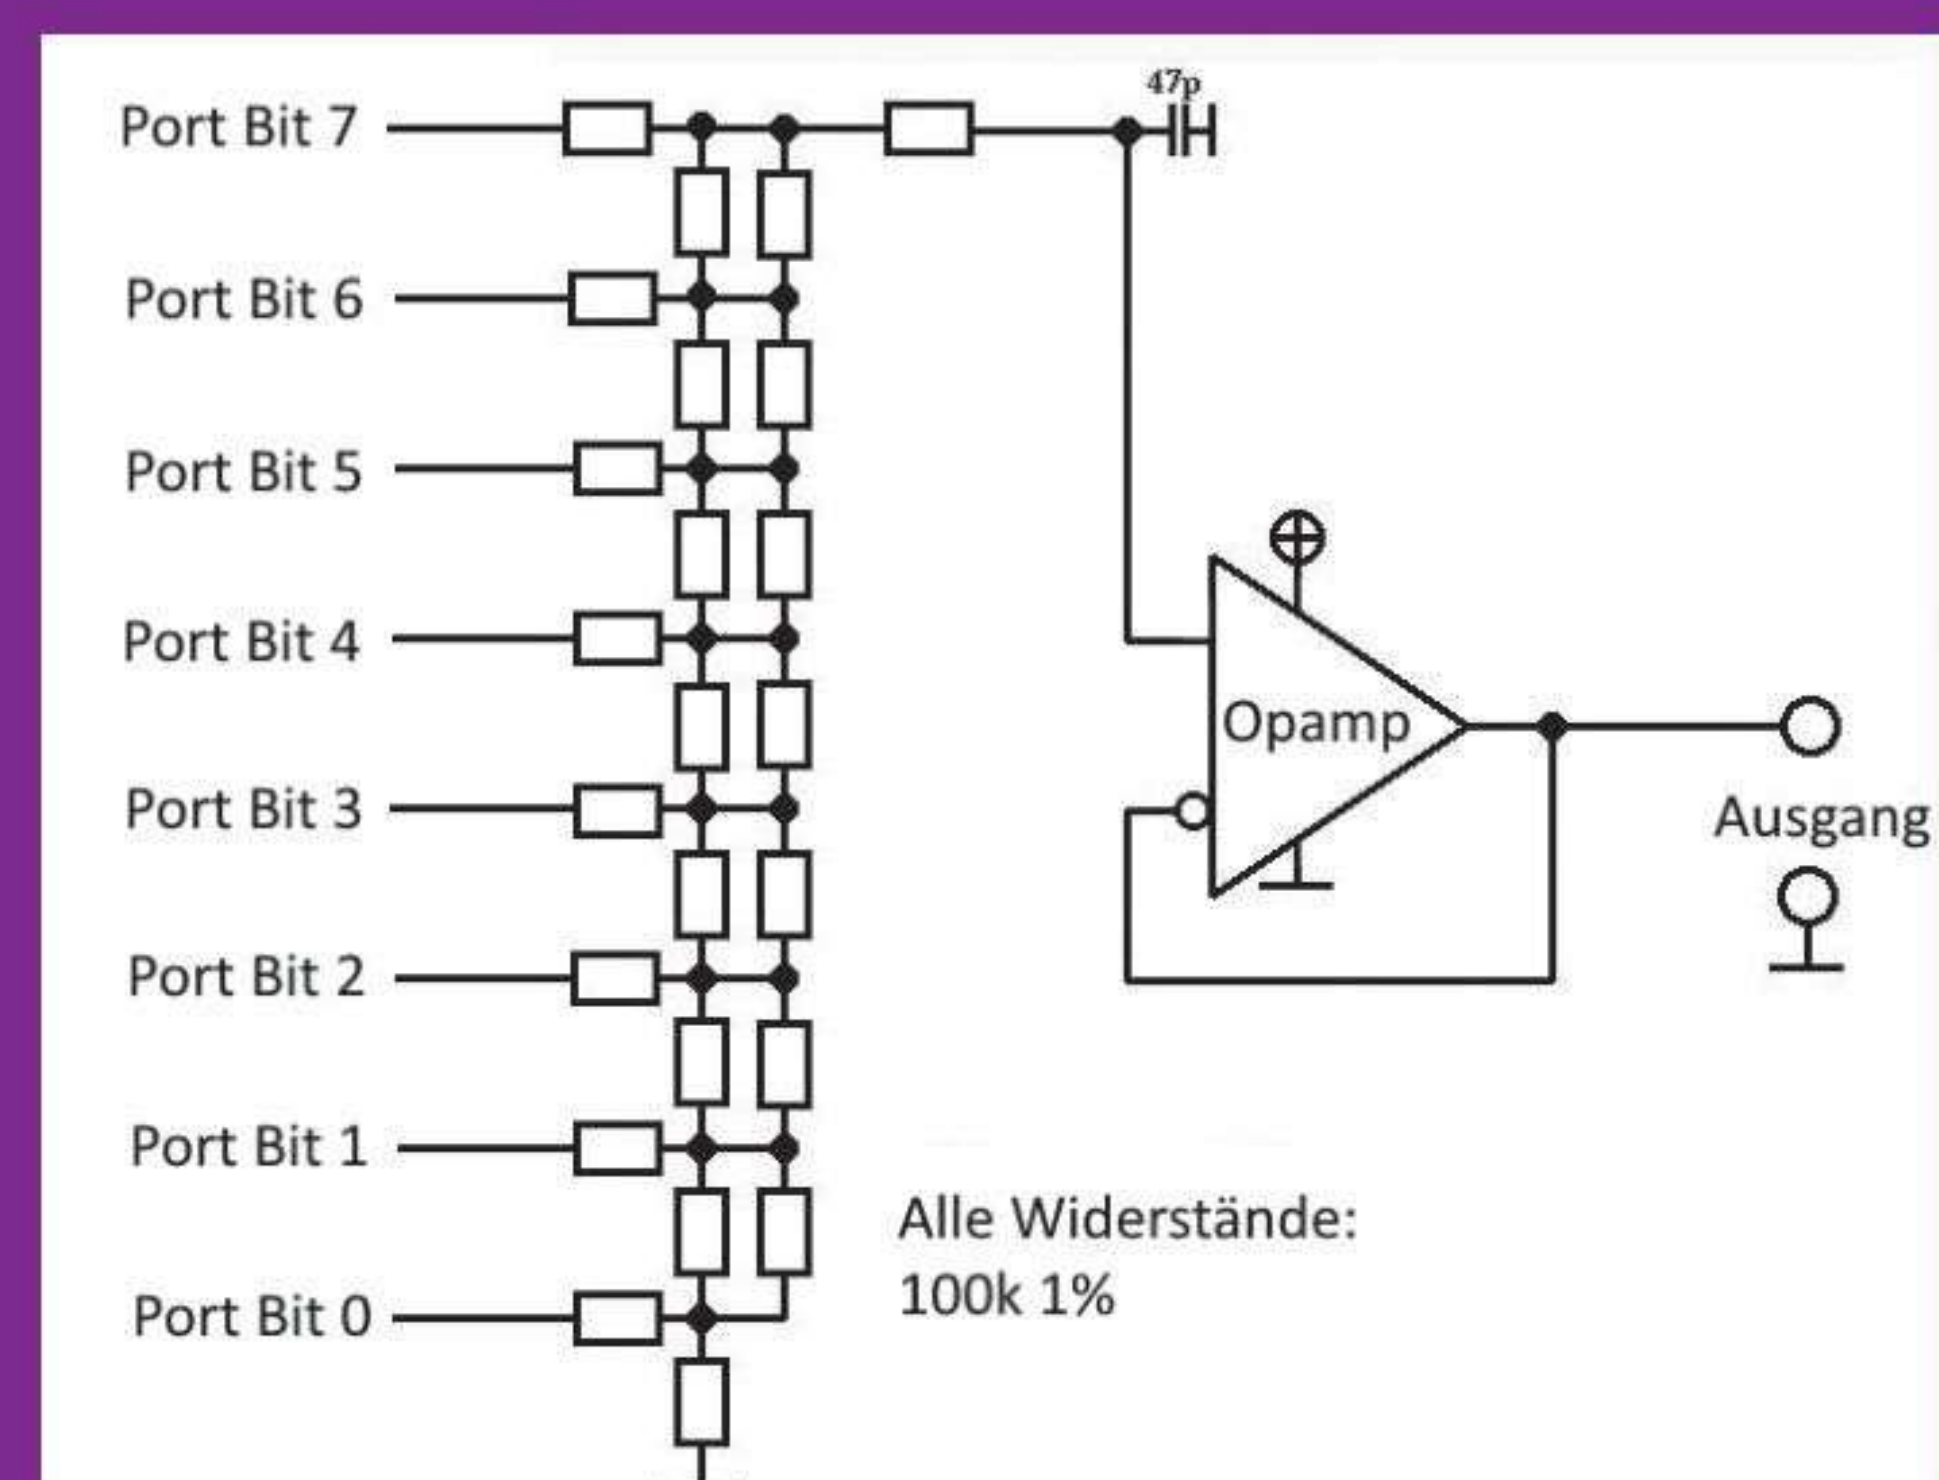 47p
Port Bit 7
Port Bit 6
Port Bit 5
Port Bit 4
Opamp
Port Bit 3
Ausgang
Port Bit 2
Port Bit 1
Alle Widerstände:
100k 1%
Port Bit 0